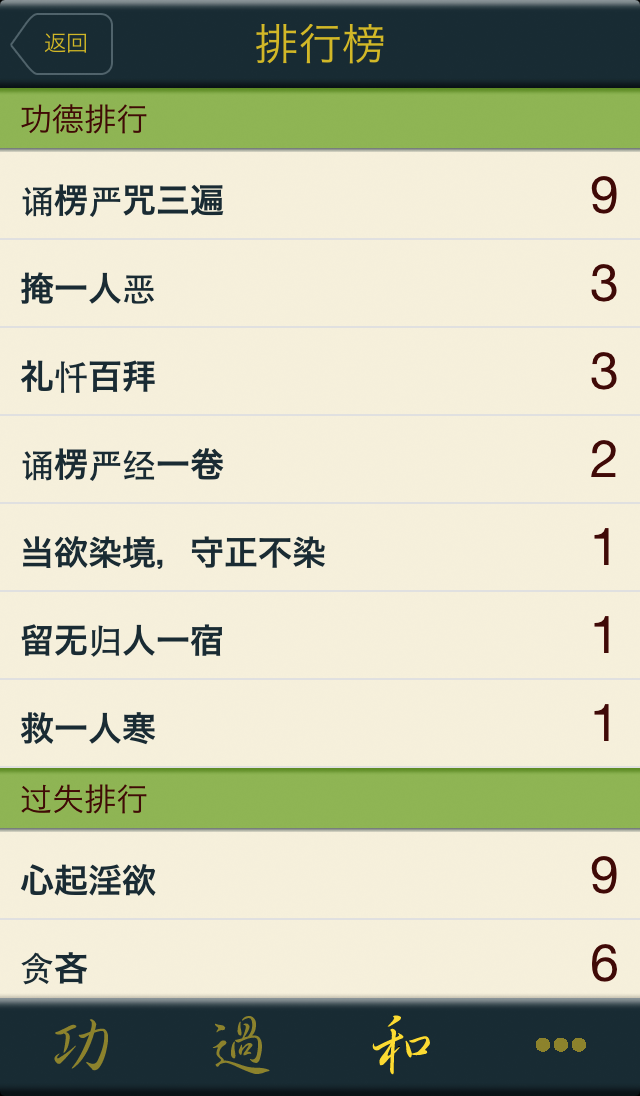 返回
排行榜
功德排行
诵楞严咒三遍 9
掩一人恶 3
礼忏百拜 3
诵楞严经一卷 2
当欲染境，守正不染 1
留无归人一宿 1
救一人寒 1
过失排行
心起淫欲 9
贪吝 6
功 過 和